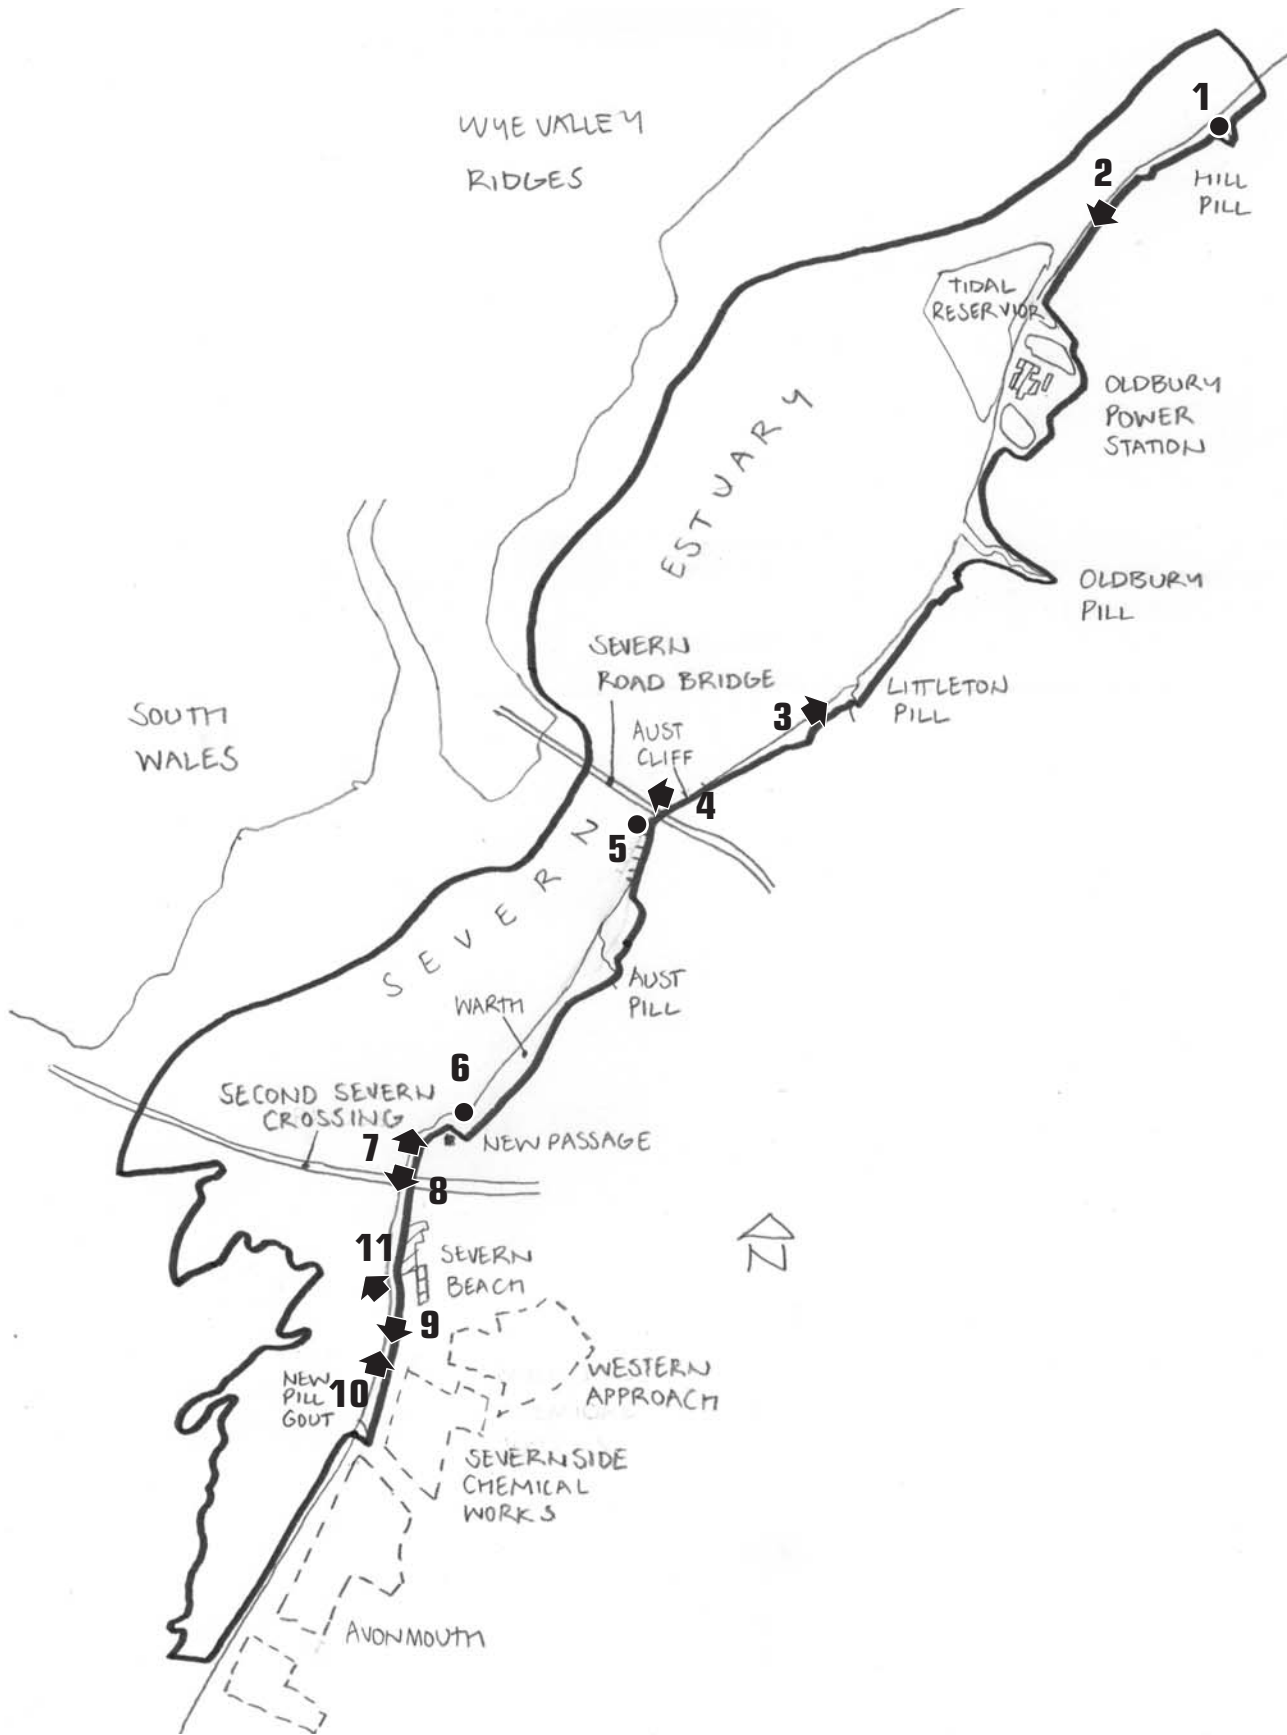 WYE VALLEY
RIDGES
1
2
HILL
PILL
TIDAL
RESERVIOR
OLDBURY
POWER
STATION
ESTUARY
OLDBURY
PILL
SEVERN
ROAD BRIDGE
LITTLETON
PILL
3
AUST
CLIFF
SOUTH
WALES
4
5
SEVERN
AUST
PILL
WARTH
6
SECOND SEVERN
CROSSING
7
NEW PASSAGE
8
11
SEVERN
BEACH
N
9
WESTERN
APPROACH
NEW
PILL
GOUT
10
SEVERNSIDE
CHEMICAL
WORKS
AVONMOUTH